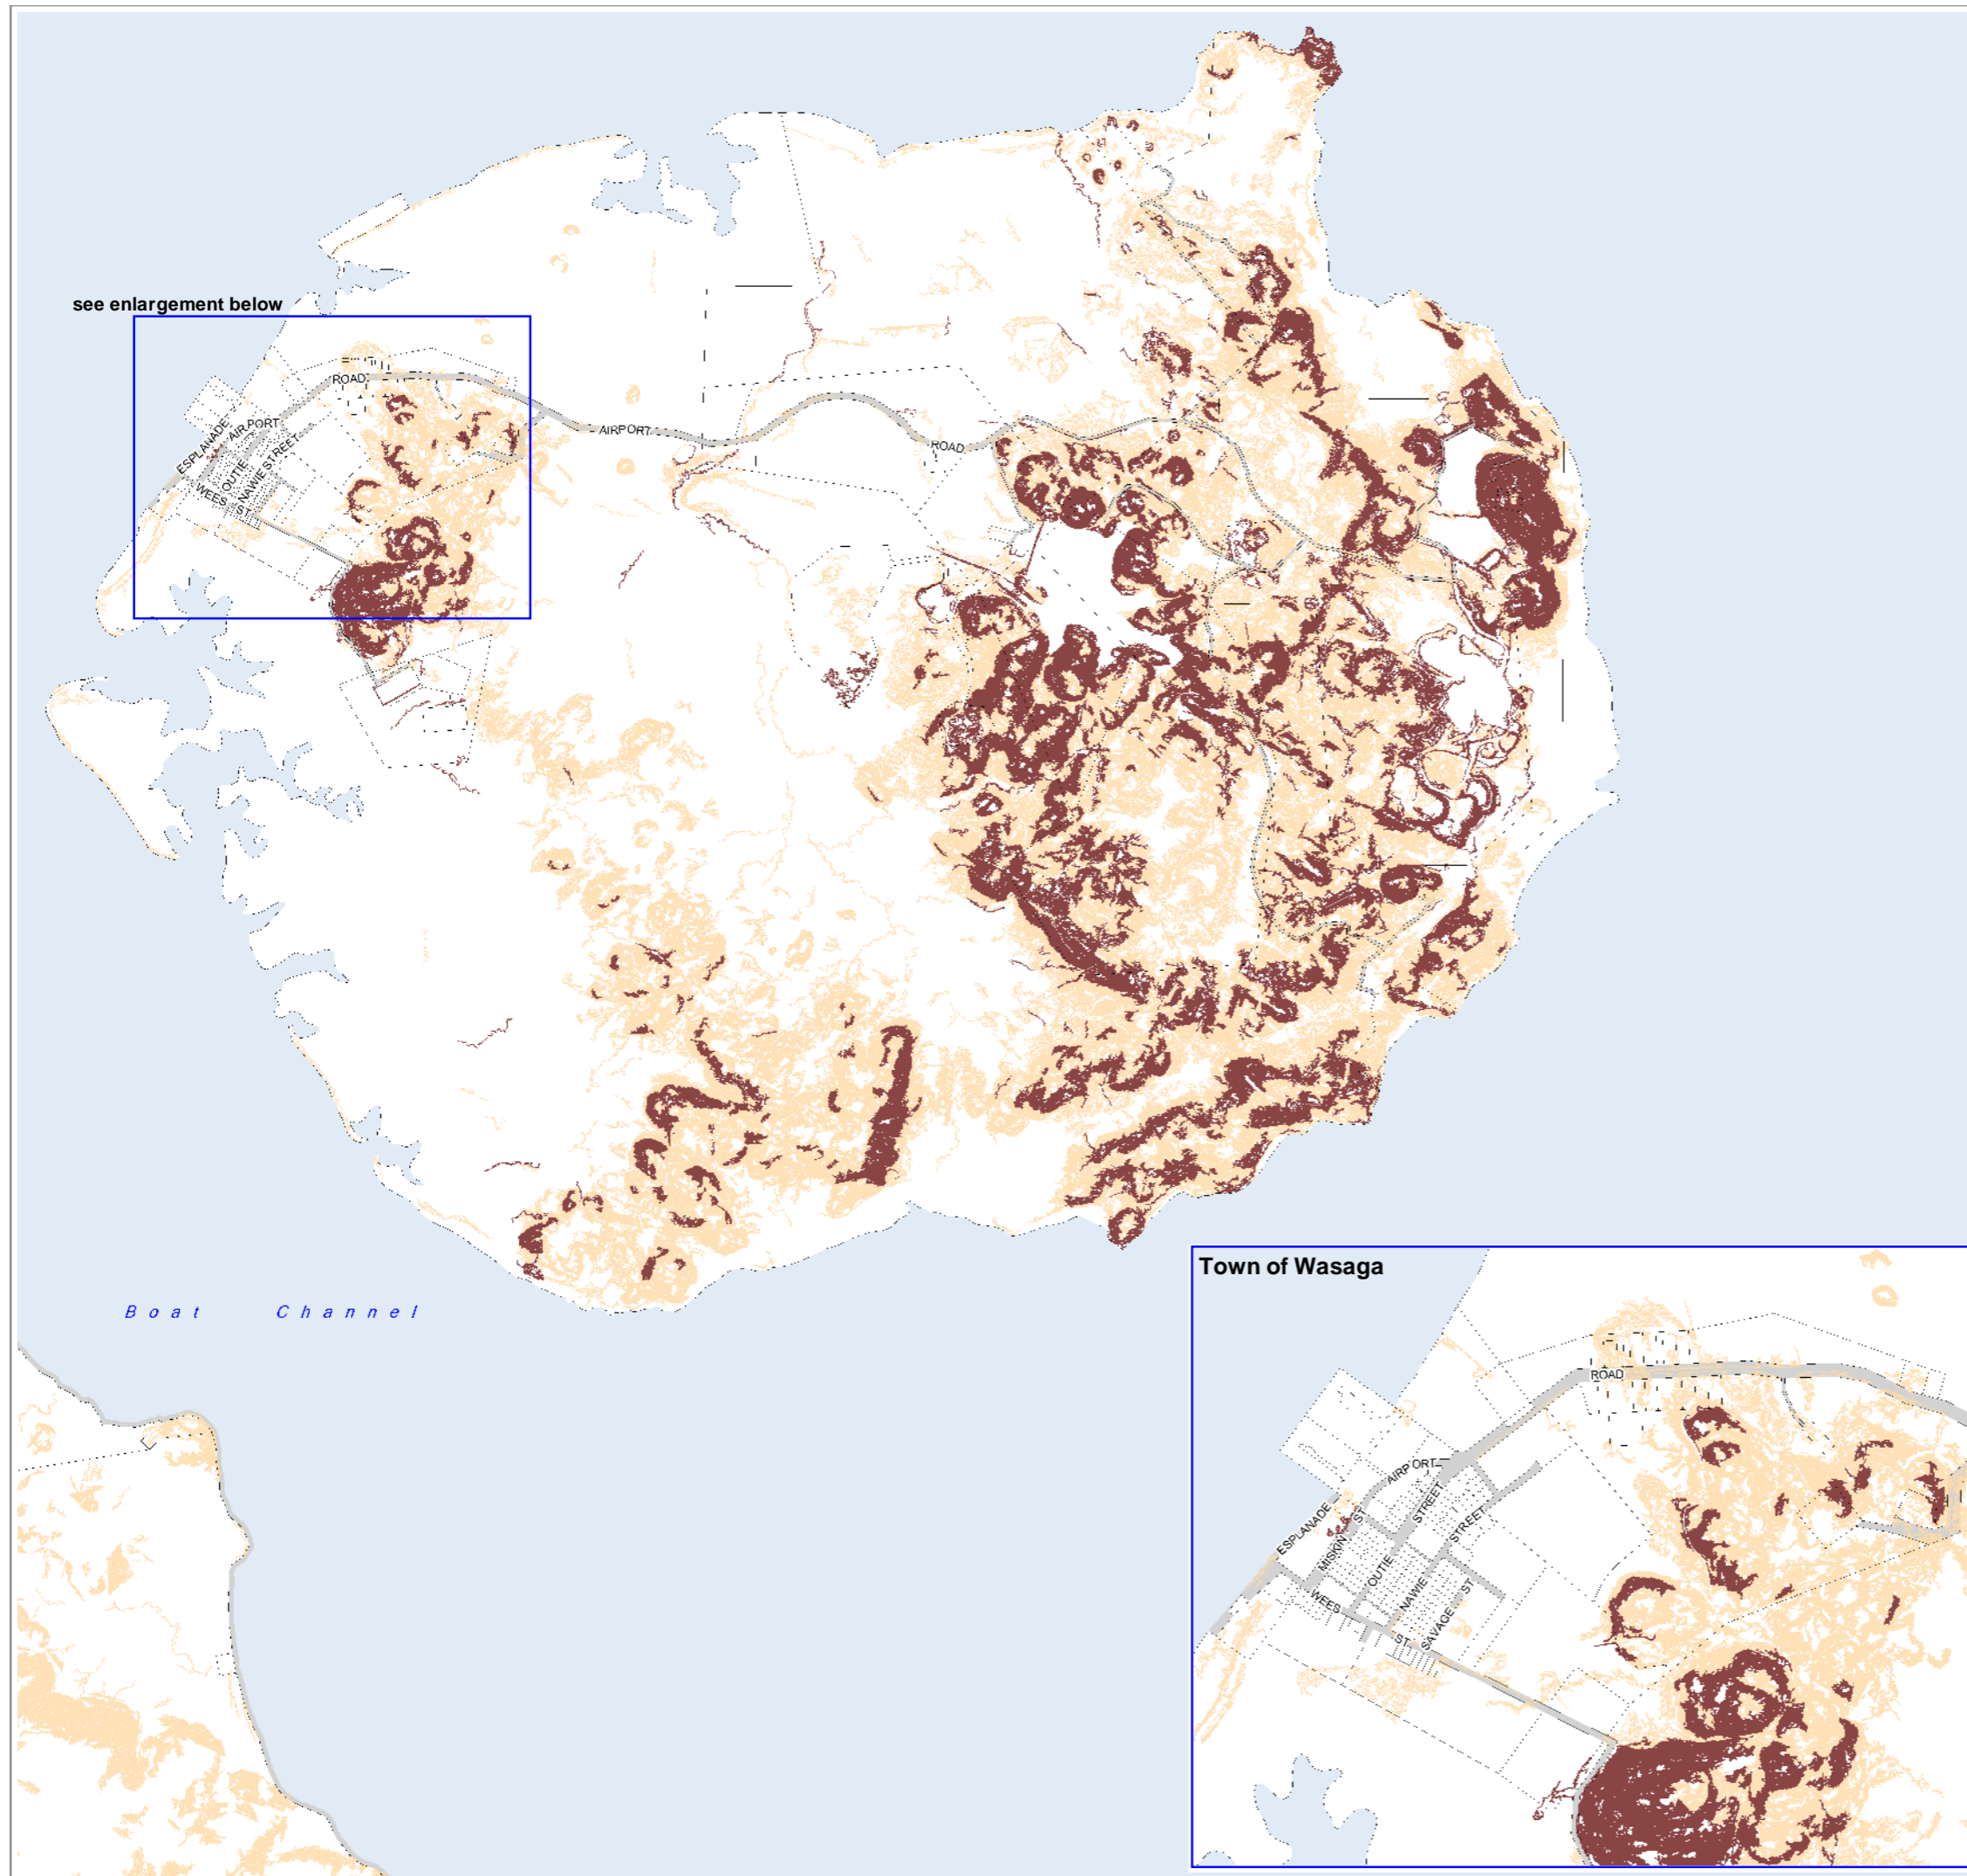 see enlargement below
ROAD
AIRPORT
ESPLANADE
OUTIE
NAWIE STREET
WEES
ST
AIRPORT
ROAD
Boat Channel
Town of Wasaga
ROAD
AIRPORT
STREET
STREET
ESPLANADE
ST
MISKIN
OUTIE
NAWIE
ST
SAVAGE
WEES
ST